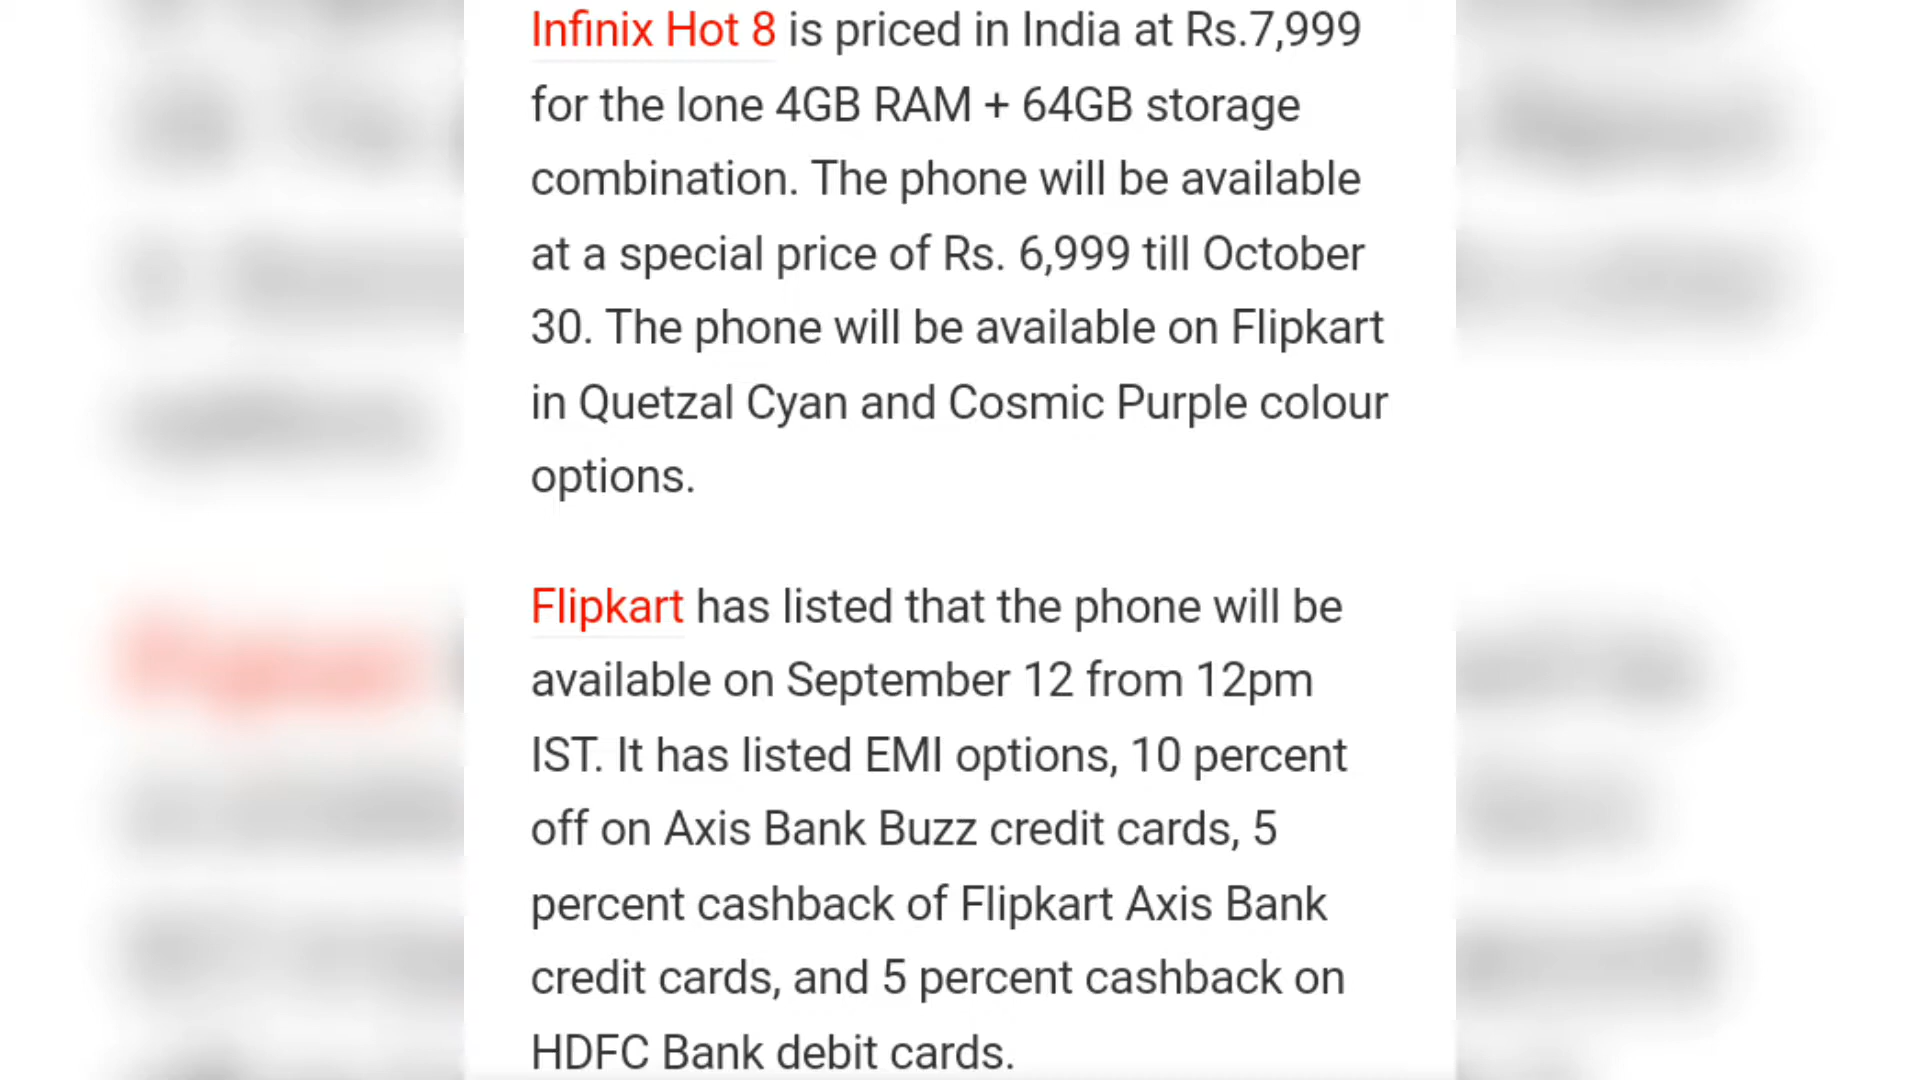 Infinix Hot 8 is priced in India at Rs.7,999
for the lone 4GB RAM + 64GB storage
combination. The phone will be available
at a special price of Rs. 6,999 till October
30. The phone will be available on Flipkart
in Quetzal Cyan and Cosmic Purple colour
options.
Flipkart has listed that the phone will be
available on September 12 from 12pm
IST. It has listed EMI options, 10 percent
off on Axis Bank Buzz credit cards, 5
percent cashback of Flipkart Axis Bank
credit cards, and 5 percent cashback on
HDFC Bank debit cards.